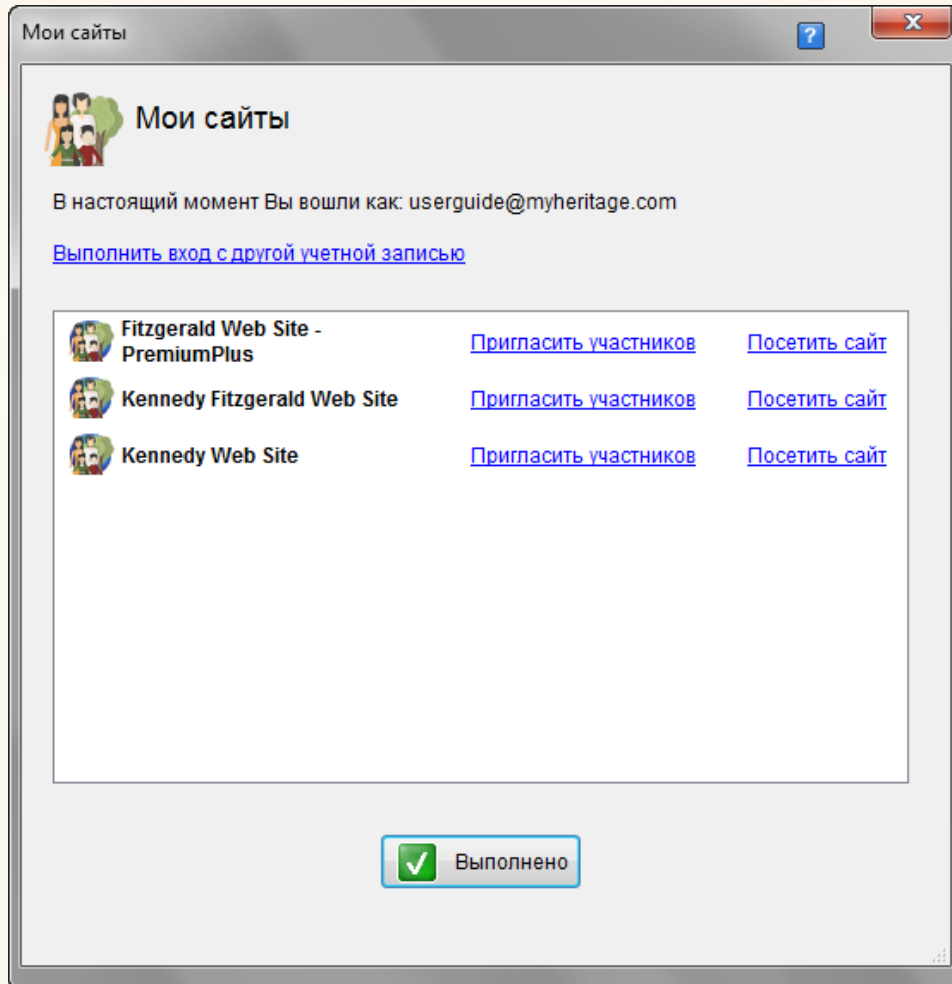 Мои сайты
?
Мои сайты
В настоящий момент Вы вошли как: userguide@myheritage.com
Выполнить вход с другой учетной записью
Fitzgerald Web Site -
PremiumPlus
Пригласить участников Посетить сайт
Kennedy Fitzgerald Web Site Пригласить участников Посетить сайт
Kennedy Web Site Пригласить участников Посетить сайт
Выполнено